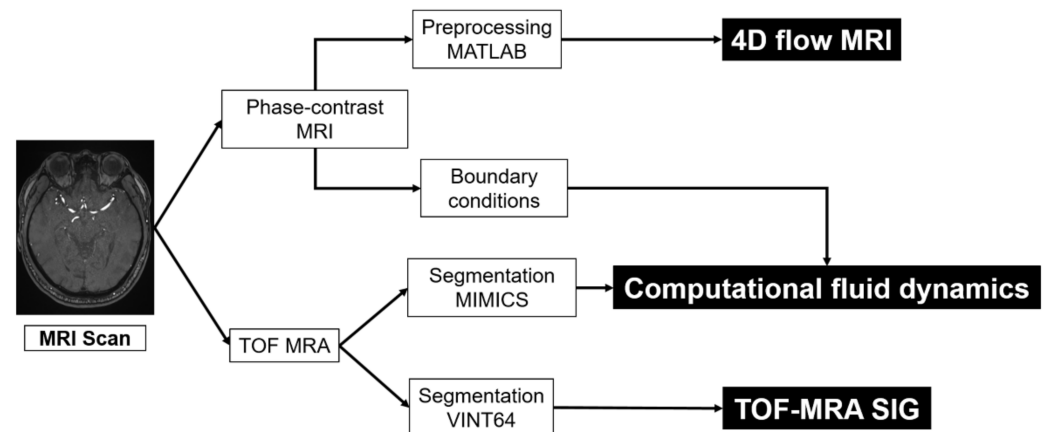 Preprocessing
MATLAB
4D flow MRI
Phase-contrast
MRI
Boundary
conditions
Segmentation
MIMICS
Computational fluid dynamics
MRI Scan
TOF MRA
Segmentation
VINT64
TOF-MRA SIG